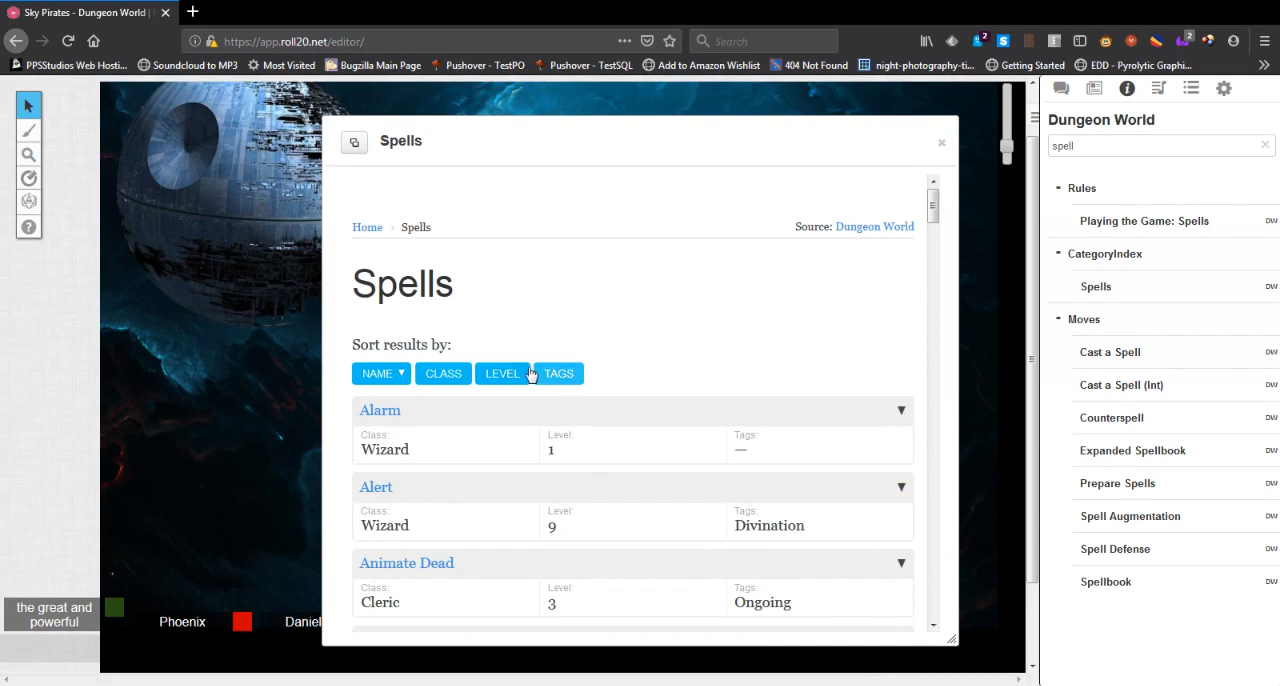 Sky Pirates - Dungeon World |
https://app.roll20.net/editor/
Search
2
2
PPSStudios Web Hosti...
Soundcloud to MP3
Most Visited
Bugzilla Main Page
Pushover - TestPO
Pushover - TestSQL
Add to Amazon Wishlist
404 Not Found
night-photography-ti...
Getting Started
EDD - Pyrolytic Graphi...
Spells
Home › Spells
Source: Dungeon World
Spells
Sort results by:
NAME ▼ CLASS LEVEL TAGS
Alarm
Class: Level: Tags:
Wizard 1 —
Alert
Class: Level: Tags:
Wizard 9 Divination
Animate Dead
Class: Level: Tags:
Cleric 3 Ongoing
the great and
powerful
Phoenix
Daniel
Dungeon World
spell
Rules
Playing the Game: Spells DW
CategoryIndex
Spells DW
Moves
Cast a Spell DW
Cast a Spell (Int) DW
Counterspell DW
Expanded Spellbook DW
Prepare Spells DW
Spell Augmentation DW
Spell Defense DW
Spellbook DW